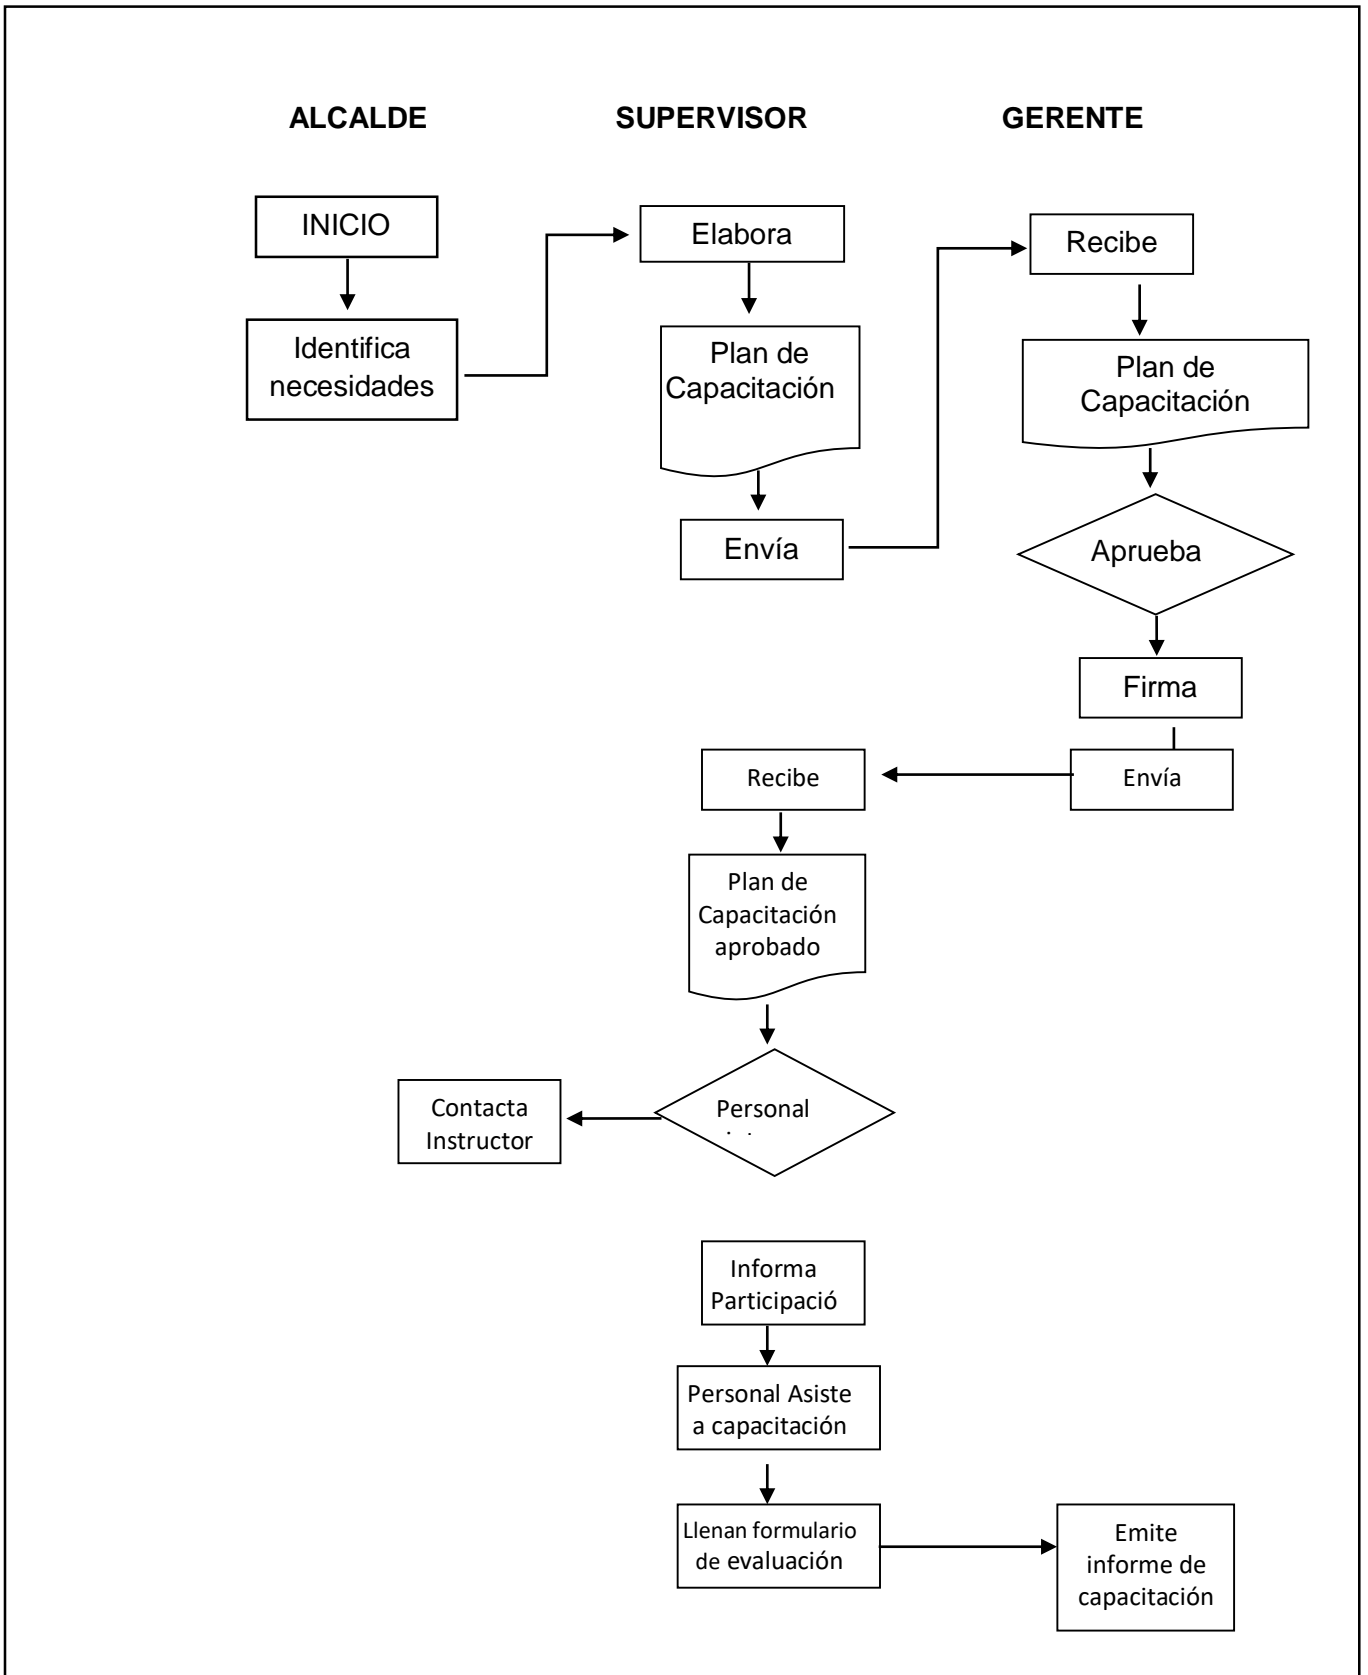 ALCALDE SUPERVISOR GERENTE
INICIO
Identifica
necesidades
Elabora
Plan de
Capacitación
Envía
Recibe
Plan de
Capacitación
Aprueba
Firma
Envía
Recibe
Plan de
Capacitación
aprobado
Personal
Contacta
Instructor
Informa
Participació
Personal Asiste
a capacitación
Llenan formulario
de evaluación
Emite
informe de
capacitación